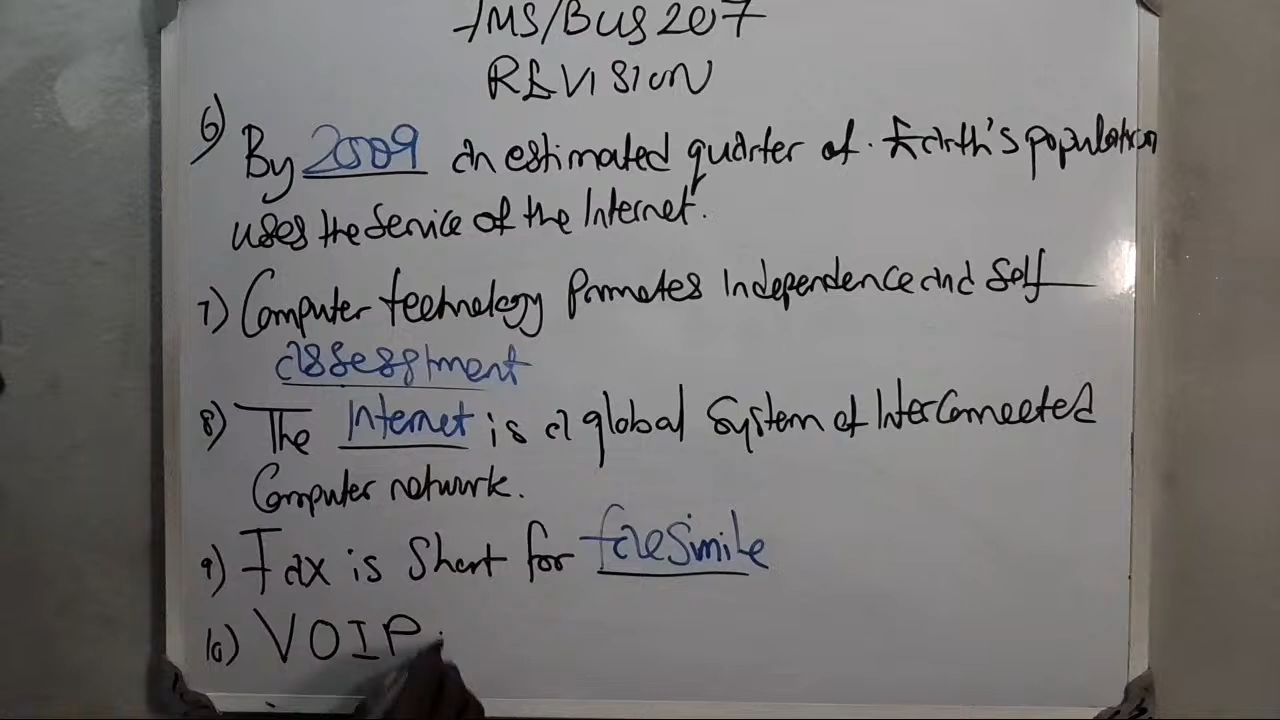 IMS/BUS 207
REVISION
6) By 2009 an estimated quarter of Earth's population
uses the service of the Internet.
7) Computer technology Promotes Independence and Self
assesstment
8) The Internet is a global System of InterConnected
Computer network.
9) Fax is Short for facsimile
10) VOIP